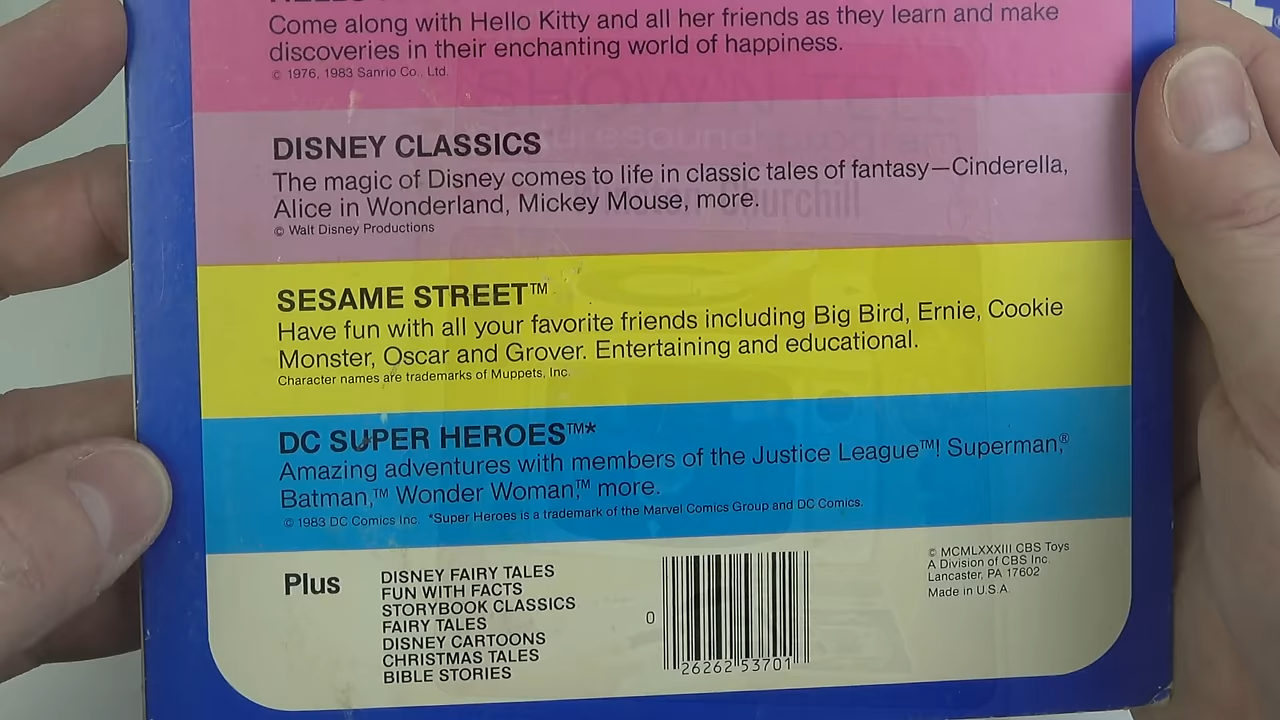 Come along with Hello Kitty and all her friends as they learn and make
discoveries in their enchanting world of happiness.
© 1976, 1983 Sanrio Co., Ltd.
SHOW'N TELL
picturesound program
Winston Churchill
DISNEY CLASSICS
The magic of Disney comes to life in classic tales of fantasy—Cinderella,
Alice in Wonderland, Mickey Mouse, more.
© Walt Disney Productions
SESAME STREET™
Have fun with all your favorite friends including Big Bird, Ernie, Cookie
Monster, Oscar and Grover. Entertaining and educational.
Character names are trademarks of Muppets, Inc.
DC SUPER HEROES™*
Amazing adventures with members of the Justice League™! Superman,®
Batman,™ Wonder Woman,™ more.
© 1983 DC Comics Inc. *Super Heroes is a trademark of the Marvel Comics Group and DC Comics.
Plus
DISNEY FAIRY TALES
FUN WITH FACTS
STORYBOOK CLASSICS
FAIRY TALES
DISNEY CARTOONS
CHRISTMAS TALES
BIBLE STORIES
0 26262 53701
© MCMLXXXIII CBS Toys
A Division of CBS Inc.
Lancaster, PA 17602
Made in U.S.A.